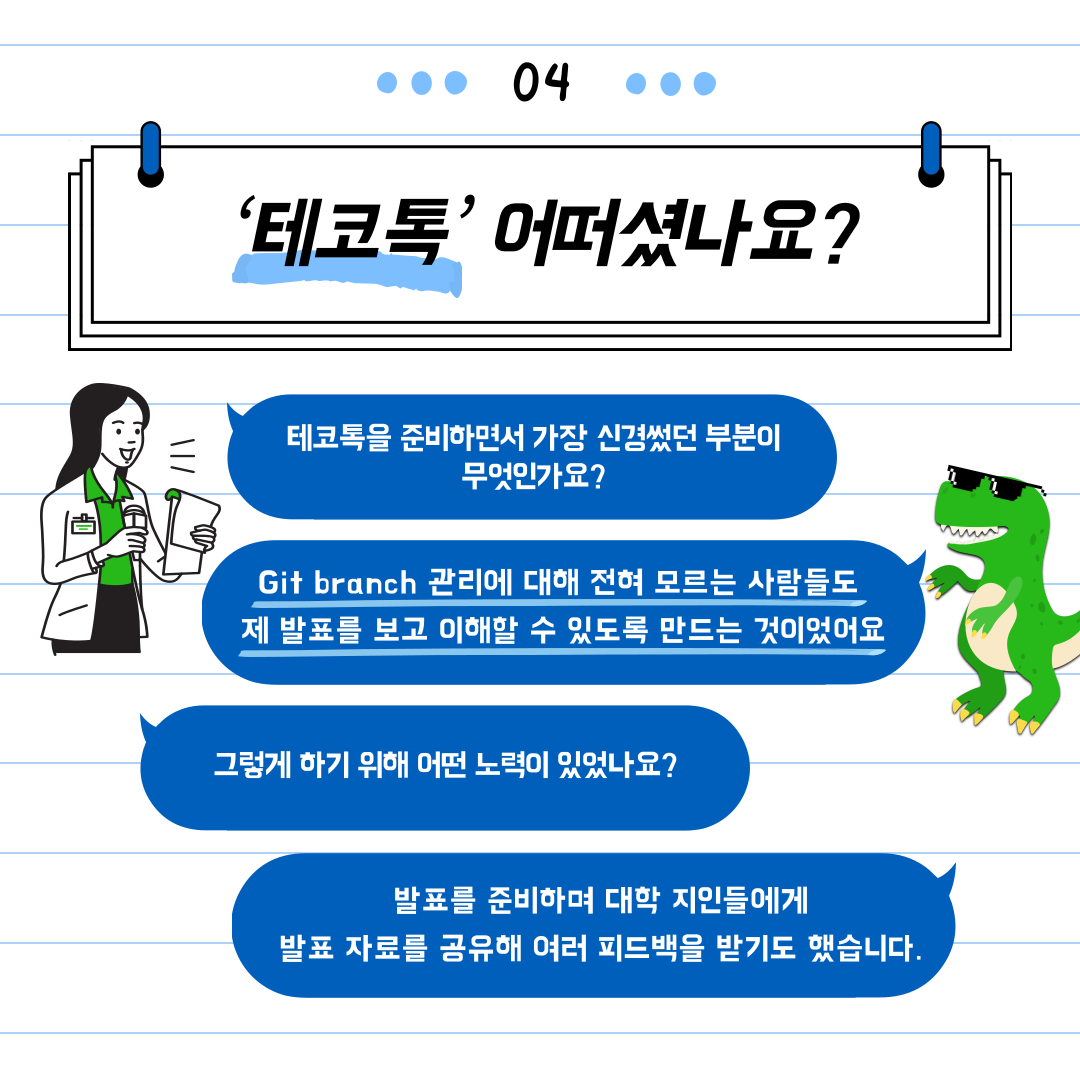 04
‘테코톡’ 어떠셨나요?
테코톡을 준비하면서 가장 신경썼던 부분이
무엇인가요?
Git branch 관리에 대해 전혀 모르는 사람들도
제 발표를 보고 이해할 수 있도록 만드는 것이었어요
그렇게 하기 위해 어떤 노력이 있었나요?
발표를 준비하며 대학 지인들에게
발표 자료를 공유해 여러 피드백을 받기도 했습니다.